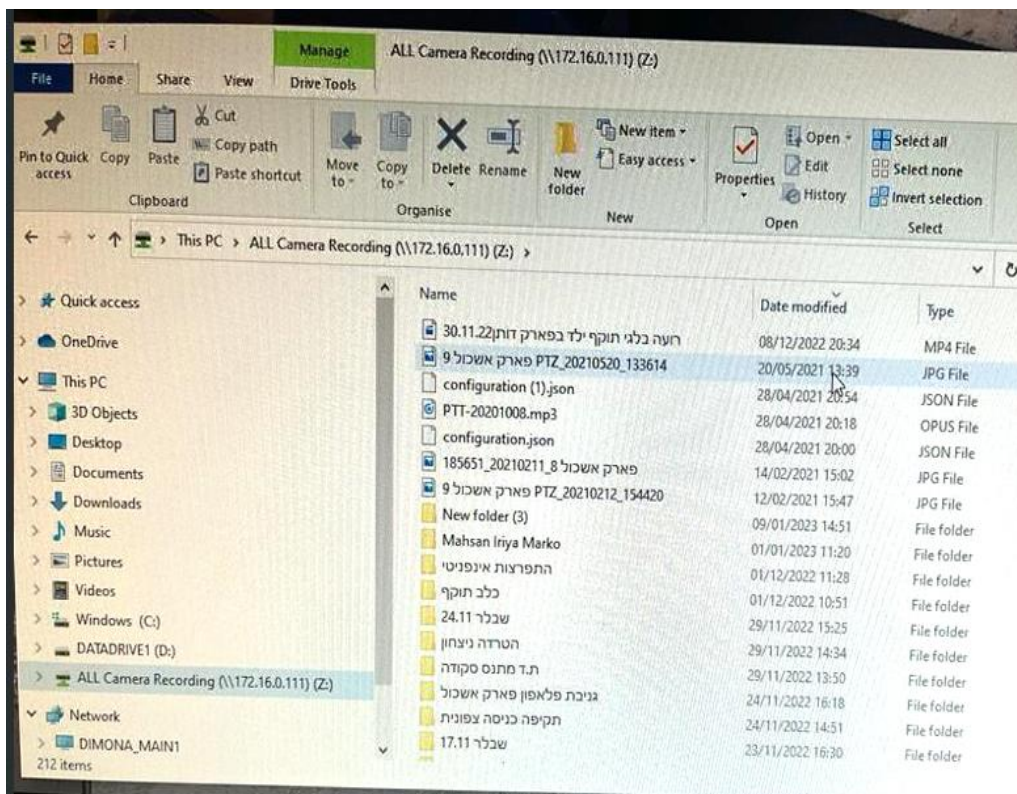 Manage
ALL Camera Recording (\\172.16.0.111) (Z:)
File Home Share View Drive Tools
Pin to Quick access
Copy
Paste
Cut
Copy path
Paste shortcut
Clipboard
Move to
Copy to
Delete
Rename
Organise
New folder
New item
Easy access
New
Properties
Open
Edit
History
Open
Select all
Select none
Invert selection
Select
This PC > ALL Camera Recording (\\172.16.0.111) (Z:) >
Quick access
OneDrive
This PC
3D Objects
Desktop
Documents
Downloads
Music
Pictures
Videos
Windows (C:)
DATADRIVE1 (D:)
ALL Camera Recording (\\172.16.0.111) (Z:)
Network
DIMONA_MAIN1
212 items
Name Date modified Type
רועה בלגי תוקף ילד בפארק דותן30.11.22 08/12/2022 20:34 MP4 File
פארק אשכול 9 PTZ_20210520_133614 20/05/2021 13:39 JPG File
configuration (1).json 28/04/2021 20:54 JSON File
PTT-20201008.mp3 28/04/2021 20:18 OPUS File
configuration.json 28/04/2021 20:00 JSON File
פארק אשכול 8_20210211_185651 14/02/2021 15:02 JPG File
פארק אשכול 9 PTZ_20210212_154420 12/02/2021 15:47 JPG File
New folder (3) 09/01/2023 14:51 File folder
Mahsan Iriya Marko 01/01/2023 11:20 File folder
התפרצות אינפניטי 01/12/2022 11:28 File folder
כלב תוקף 01/12/2022 10:51 File folder
שבלר 24.11 29/11/2022 15:25 File folder
הטרדה ניצחון 29/11/2022 14:34 File folder
ת.ד מתנס סקודה 29/11/2022 13:50 File folder
גניבת פלאפון פארק אשכול 24/11/2022 16:18 File folder
תקיפה כניסה צפונית 24/11/2022 14:51 File folder
שבלר 17.11 23/11/2022 16:30 File folder